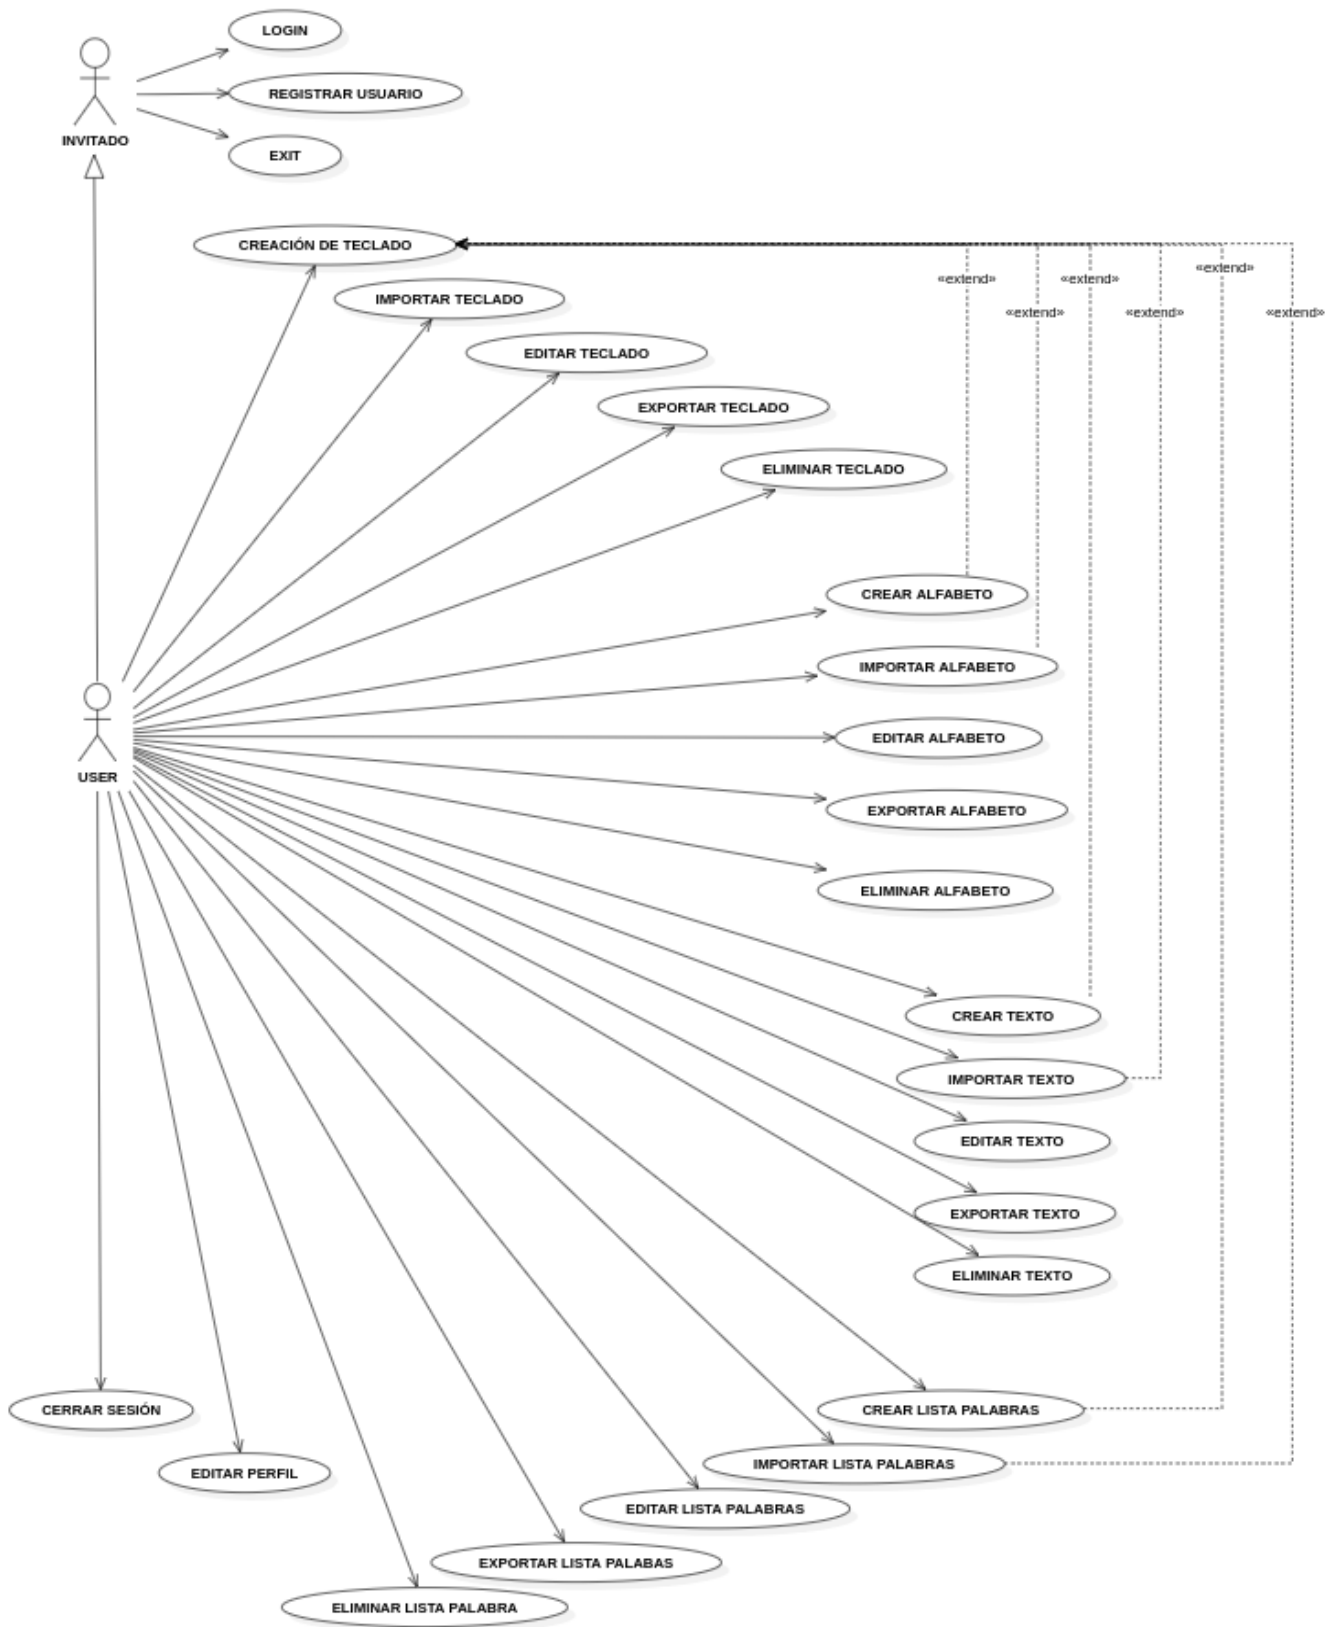 LOGIN
REGISTRAR USUARIO
INVITADO
EXIT
CREACIÓN DE TECLADO
«extend»
«extend»
«extend»
«extend»
«extend»
«extend»
IMPORTAR TECLADO
EDITAR TECLADO
EXPORTAR TECLADO
ELIMINAR TECLADO
CREAR ALFABETO
IMPORTAR ALFABETO
EDITAR ALFABETO
USER
EXPORTAR ALFABETO
ELIMINAR ALFABETO
CREAR TEXTO
IMPORTAR TEXTO
EDITAR TEXTO
EXPORTAR TEXTO
ELIMINAR TEXTO
CERRAR SESIÓN
CREAR LISTA PALABRAS
IMPORTAR LISTA PALABRAS
EDITAR PERFIL
EDITAR LISTA PALABRAS
EXPORTAR LISTA PALABAS
ELIMINAR LISTA PALABRA